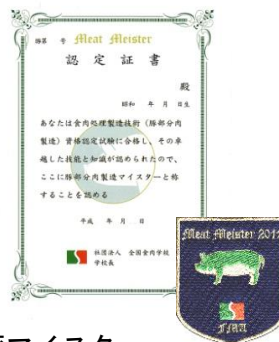 豚第 号 Meat Meister
認定証書
殿
昭和 年 月 日生
あなたは食肉処理製造技術（豚部分肉
製造）資格認定試験に合格し、その卓
越した技能と知識が認められたので、
ここに豚部分肉製造マイスターと称
することを認める
平成 年 月 日
社団法人 全国食肉学校
学校長
Meat Meister 2012
マイスター